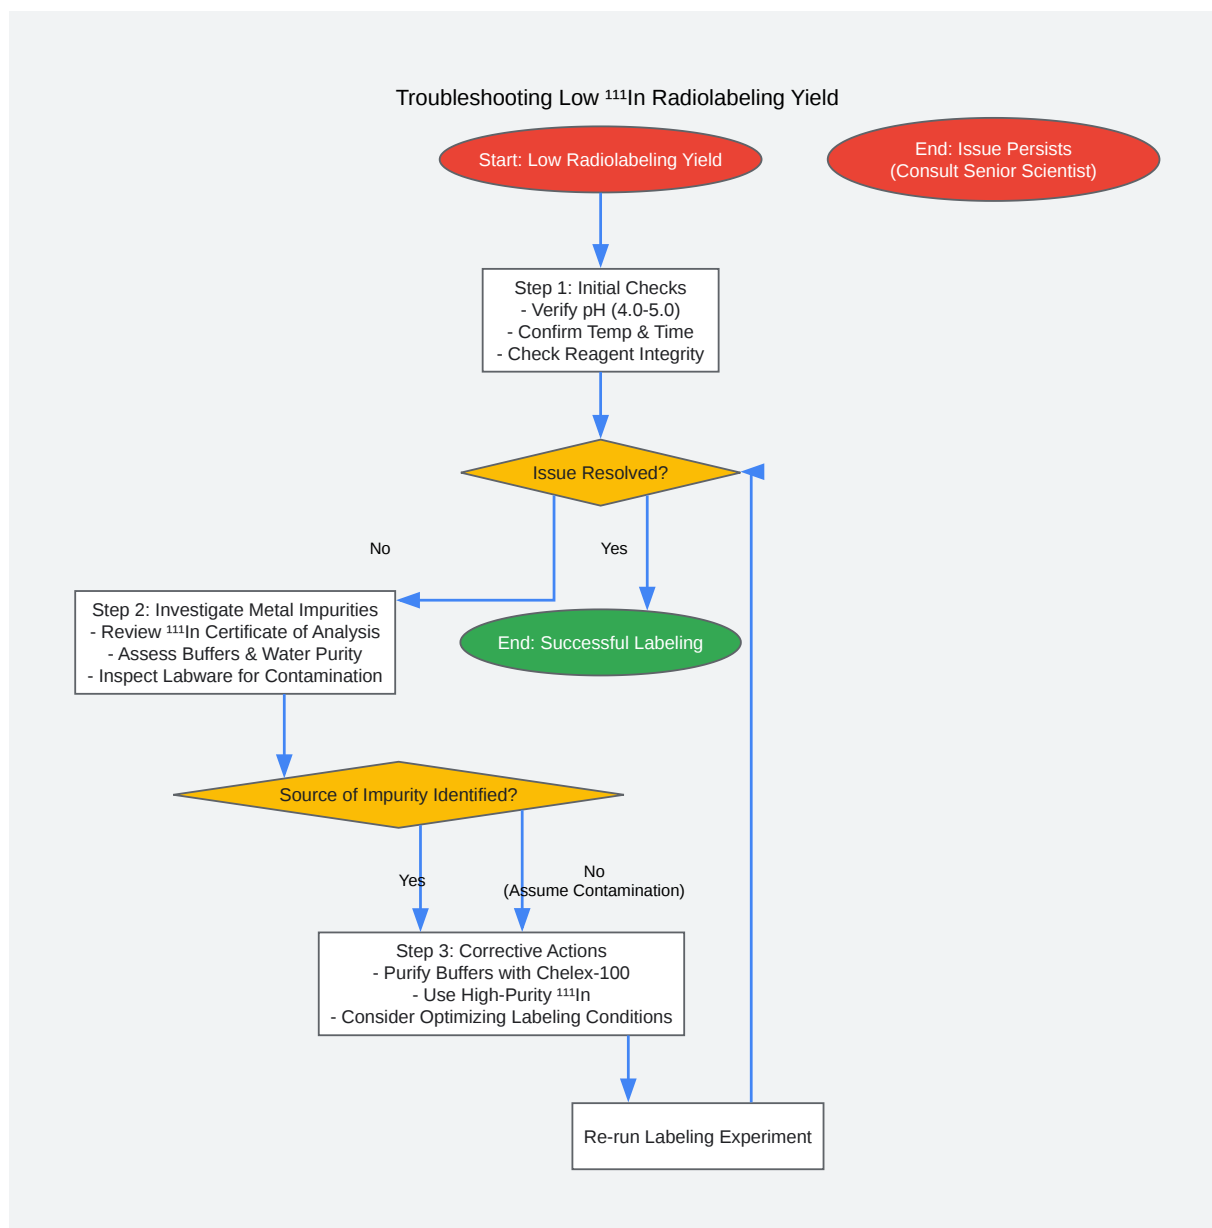 Troubleshooting Low ¹¹¹In Radiolabeling Yield
Start: Low Radiolabeling Yield
End: Issue Persists
(Consult Senior Scientist)
Step 1: Initial Checks
- Verify pH (4.0-5.0)
- Confirm Temp & Time
- Check Reagent Integrity
Issue Resolved?
No
Yes
Step 2: Investigate Metal Impurities
- Review ¹¹¹In Certificate of Analysis
- Assess Buffers & Water Purity
- Inspect Labware for Contamination
End: Successful Labeling
Source of Impurity Identified?
Yes
No
(Assume Contamination)
Step 3: Corrective Actions
- Purify Buffers with Chelex-100
- Use High-Purity ¹¹¹In
- Consider Optimizing Labeling Conditions
Re-run Labeling Experiment